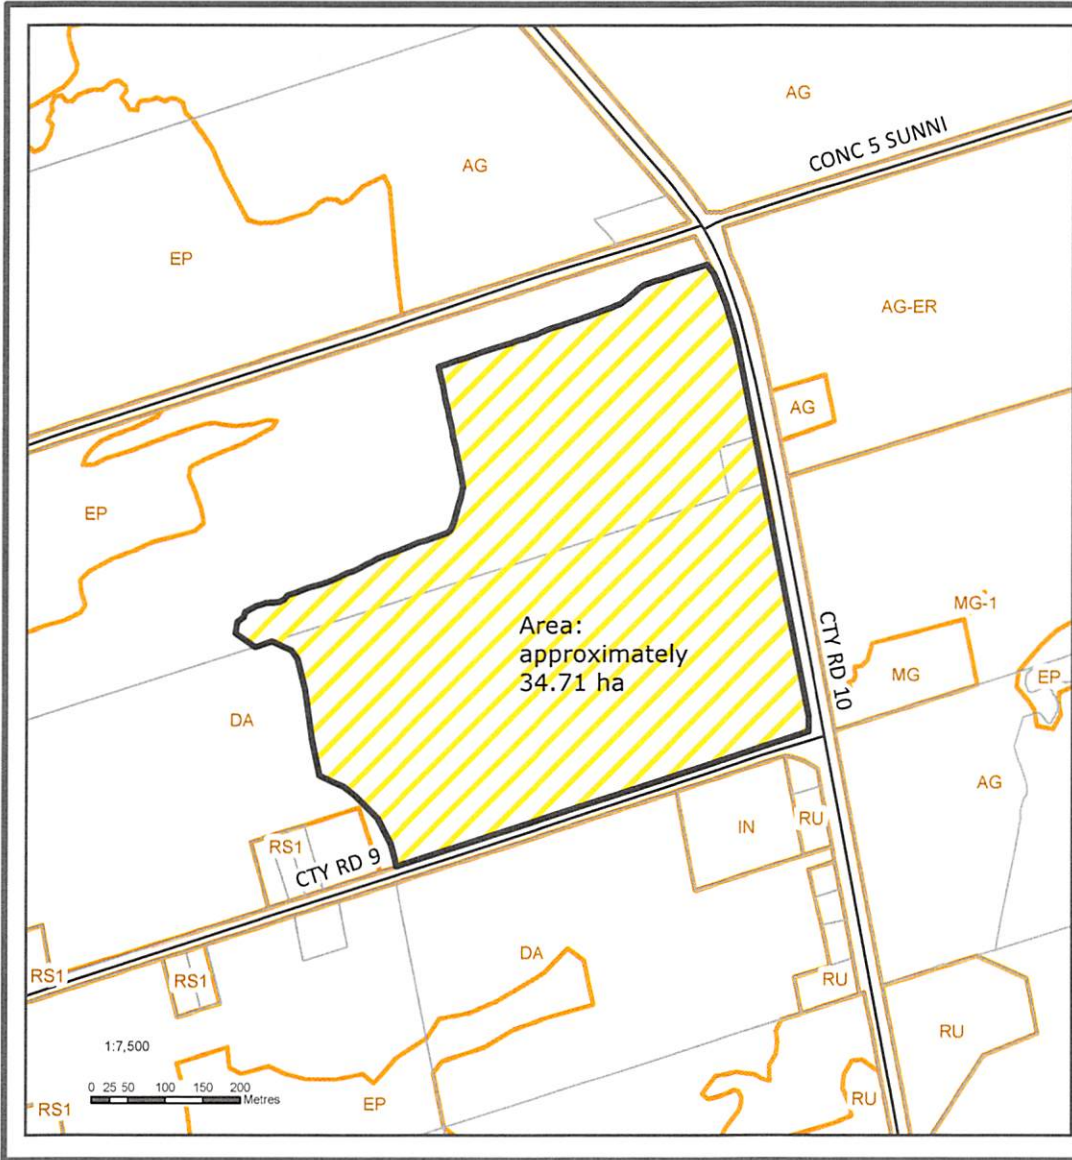 AG
CONC 5 SUNNI
AG
EP
AG-ER
AG
EP
MG-1
Area:
approximately
34.71 ha
CTY RD 10
MG
EP
DA
AG
IN
RU
RS1
CTY RD 9
DA
RS1
RS1
RU
RU
1:7,500
0 25 50 100 150 200
Metres
RS1
EP
RU